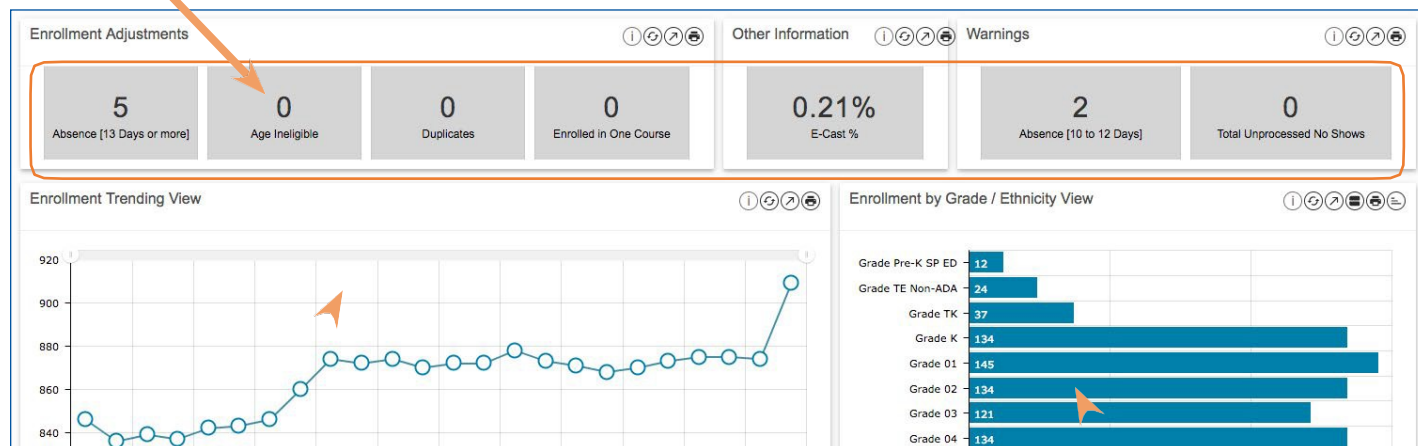 Enrollment Adjustments
5
Absence [13 Days or more]
0
Age Ineligible
0
Duplicates
0
Enrolled in One Course
Other Information
0.21%
E-Cast %
Warnings
2
Absence [10 to 12 Days]
0
Total Unprocessed No Shows
Enrollment Trending View
920
900
880
860
840
Enrollment by Grade / Ethnicity View
Grade Pre-K SP ED 12
Grade TE Non-ADA 24
Grade TK 37
Grade K 134
Grade 01 145
Grade 02 134
Grade 03 121
Grade 04 134